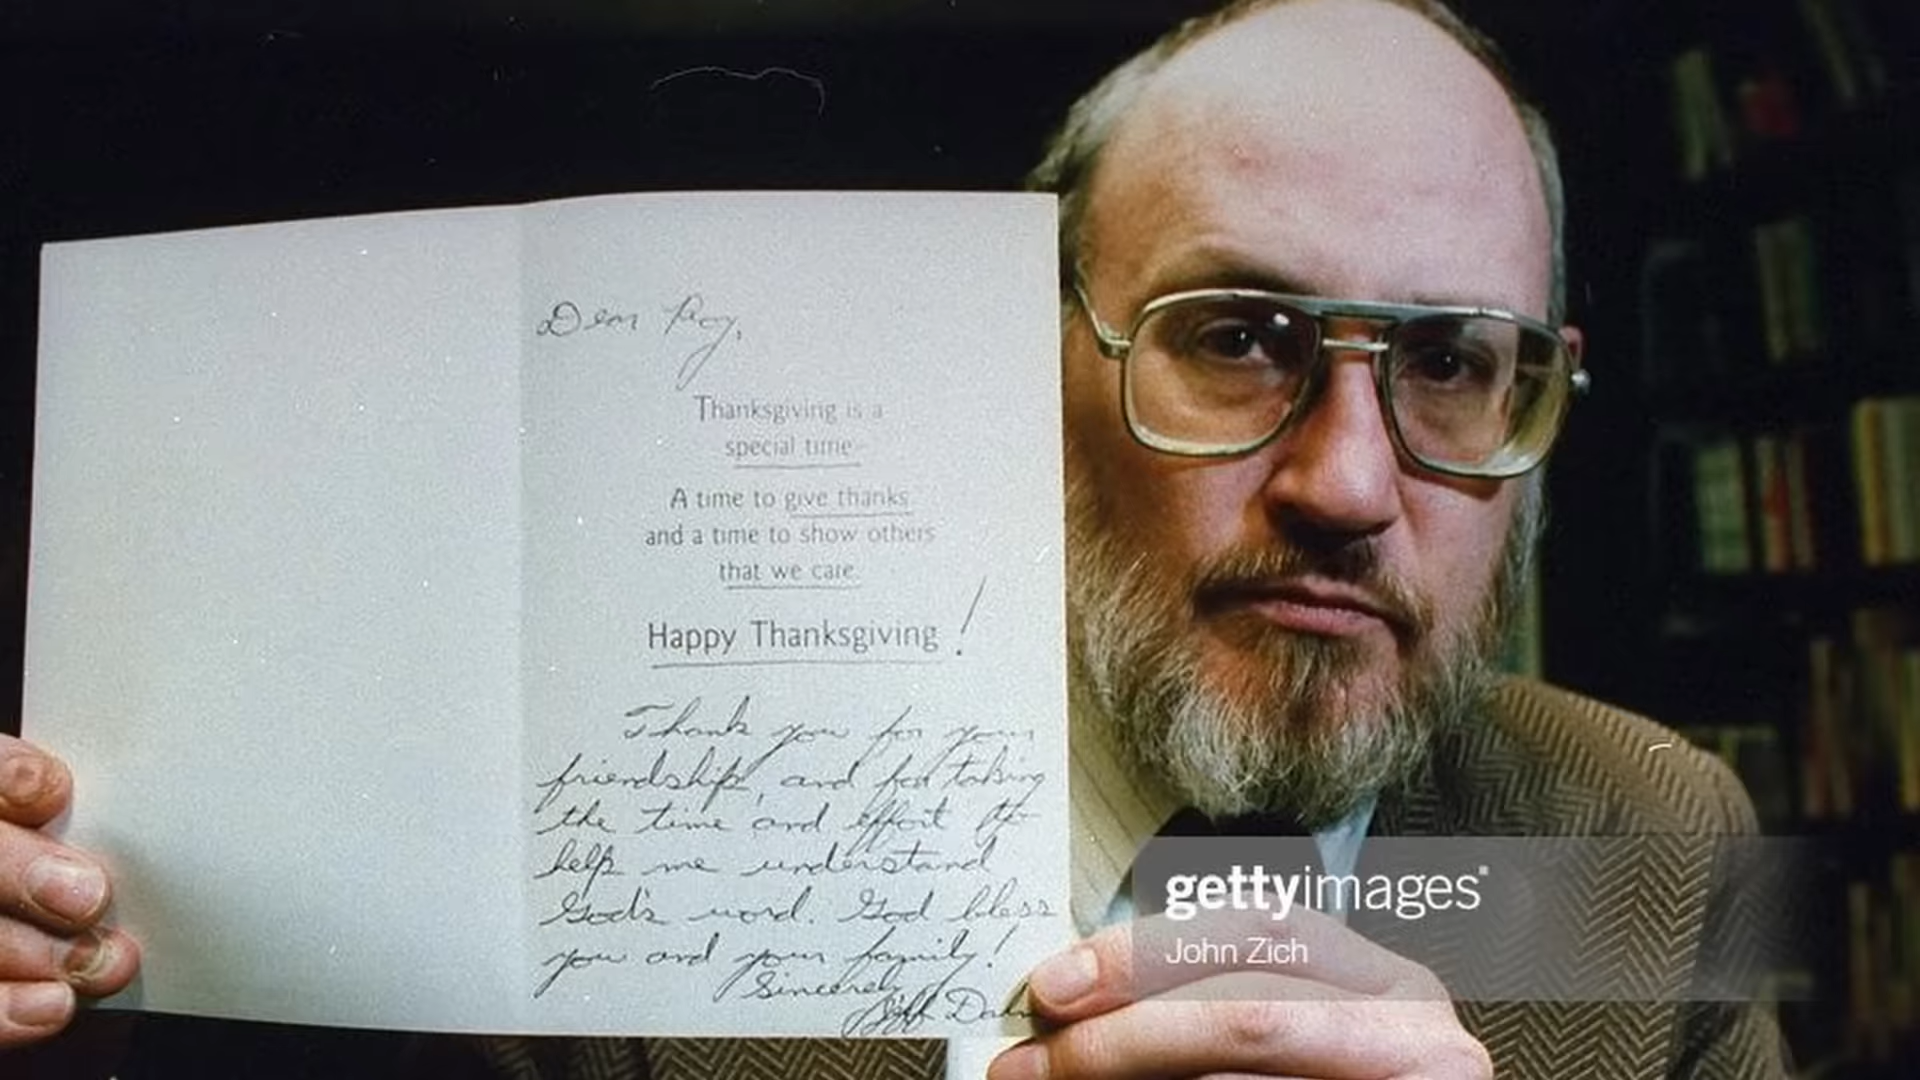 Dear Roy,
Thanksgiving is a
special time-
A time to give thanks
and a time to show others
that we care.
Happy Thanksgiving!
Thank you for your
friendship, and for taking
the time and effort to
help me understand
God's word. God bless
you and your family!
Sincerely,
Jeff Dah
gettyimages®
John Zich